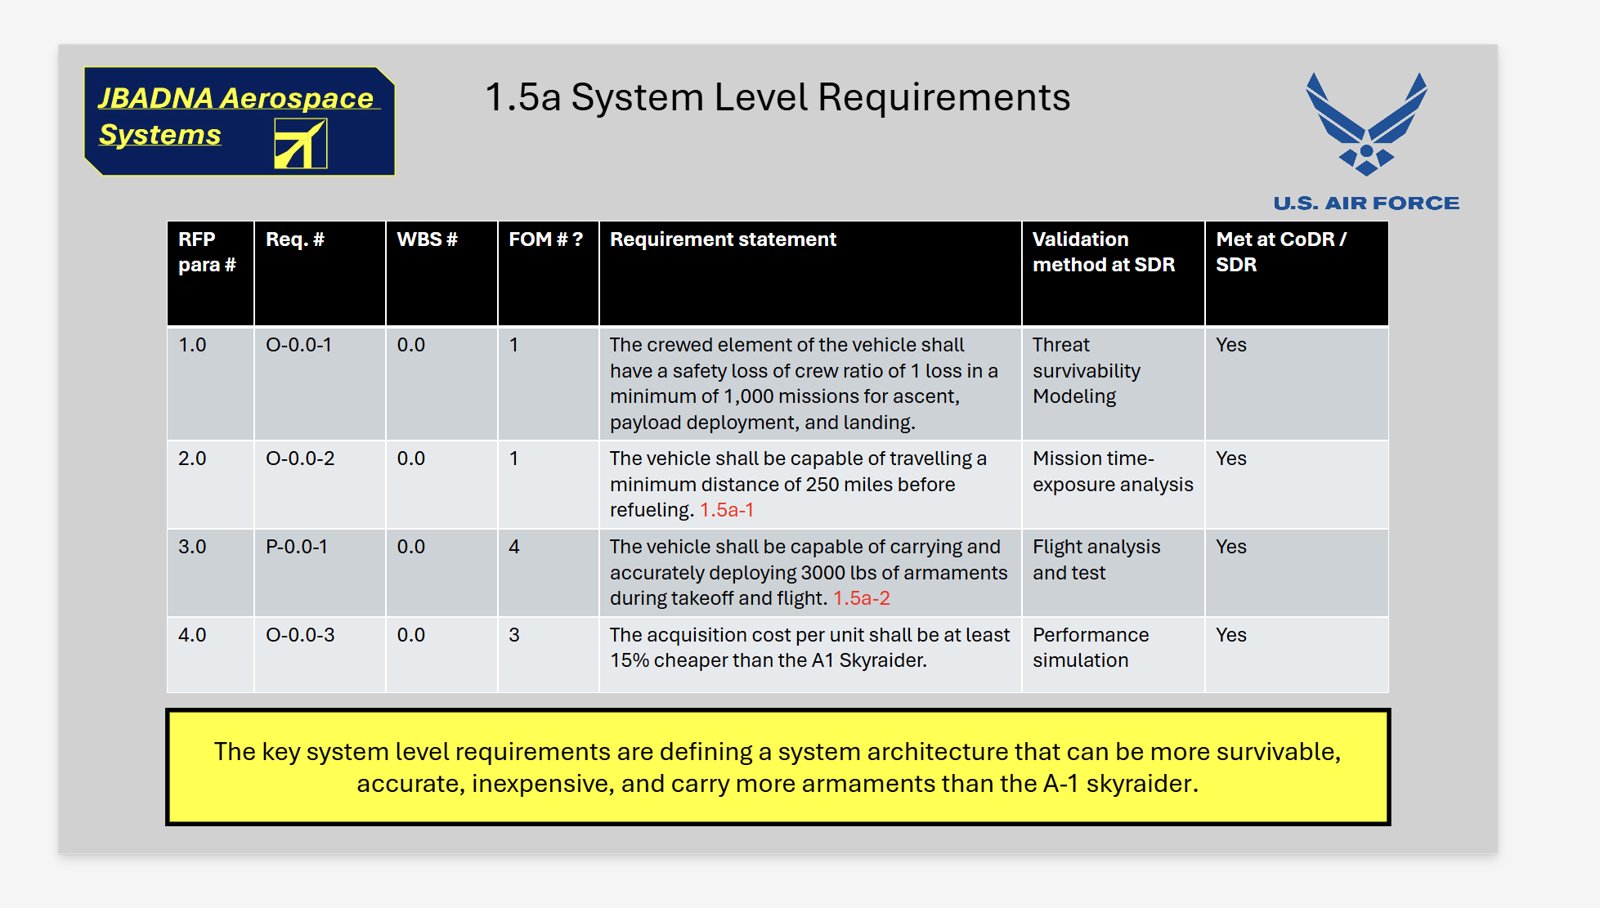 JBADNA Aerospace
Systems
1.5a System Level Requirements
U.S. AIR FORCE
RFP para # Req. # WBS # FOM # ? Requirement statement Validation method at SDR Met at CoDR / SDR
1.0 O-0.0-1 0.0 1 The crewed element of the vehicle shall
have a safety loss of crew ratio of 1 loss in a
minimum of 1,000 missions for ascent,
payload deployment, and landing.
Threat
survivability
Modeling
Yes
2.0 O-0.0-2 0.0 1 The vehicle shall be capable of travelling a
minimum distance of 250 miles before
refueling. 1.5a-1
Mission time-
exposure analysis
Yes
3.0 P-0.0-1 0.0 4 The vehicle shall be capable of carrying and
accurately deploying 3000 lbs of armaments
during takeoff and flight. 1.5a-2
Flight analysis
and test
Yes
4.0 O-0.0-3 0.0 3 The acquisition cost per unit shall be at least
15% cheaper than the A1 Skyraider.
Performance
simulation
Yes
The key system level requirements are defining a system architecture that can be more survivable,
accurate, inexpensive, and carry more armaments than the A-1 skyraider.